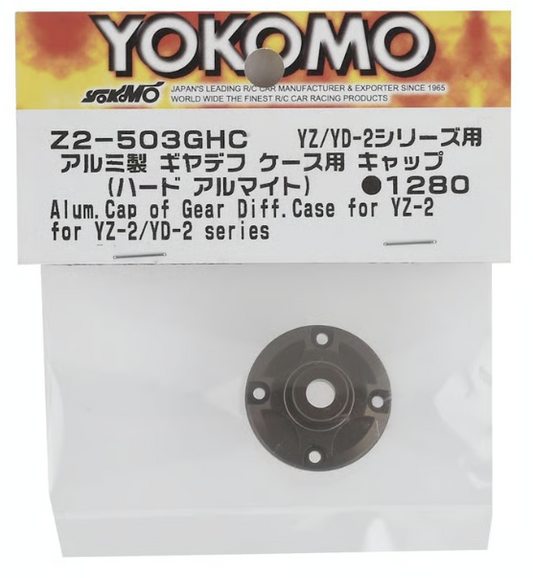 YOKOMO
YOKOMO JAPAN'S LEADING R/C CAR MANUFACTURER & EXPORTER SINCE 1965
WORLD WIDE THE FINEST R/C CAR RACING PRODUCTS
Z2-503GHC YZ/YD-2シリーズ用
アルミ製 ギヤデフ ケース用 キャップ
(ハード アルマイト) ●1280
Alum.Cap of Gear Diff.Case for YZ-2
for YZ-2/YD-2 series